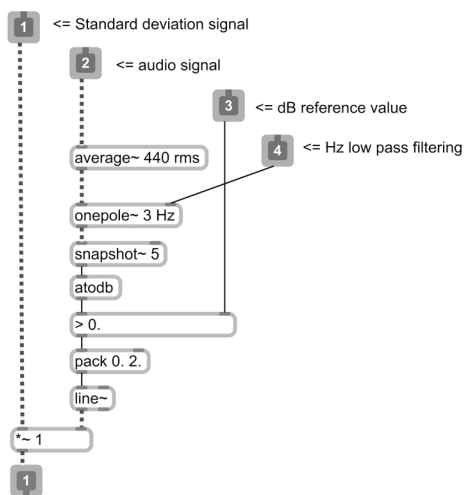 1 <= Standard deviation signal
2 <= audio signal
3 <= dB reference value
4 <= Hz low pass filtering
average~ 440 rms
onepole~ 3 Hz
snapshot~ 5
atodb
> 0.
pack 0. 2.
line~
*~ 1
1